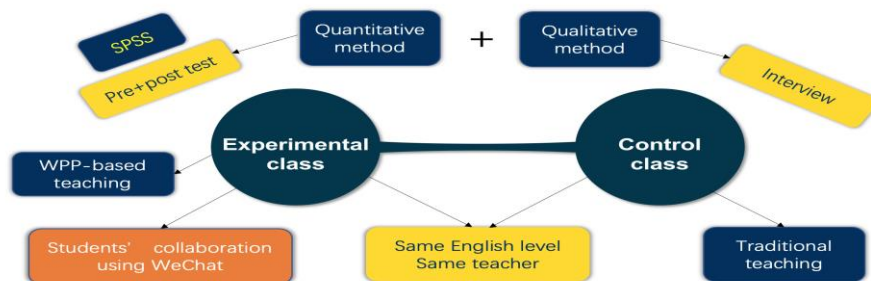 SPSS
Pre+post test
Quantitative
method
+
Qualitative
method
Interview
Experimental
class
Control
class
WPP-based
teaching
Students' collaboration
using WeChat
Same English level
Same teacher
Traditional
teaching